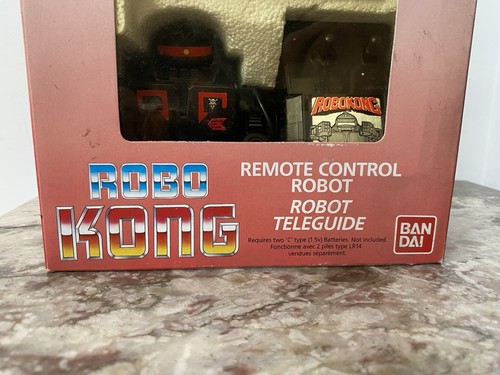 ROBOKONG
ROBO
KONG
REMOTE CONTROL
ROBOT
ROBOT
TELEGUIDE
Requires two "C" type (1.5v) Batteries. Not Included.
Fonctionne avec 2 piles type LR14
vendues séparément.
BAN
DAI